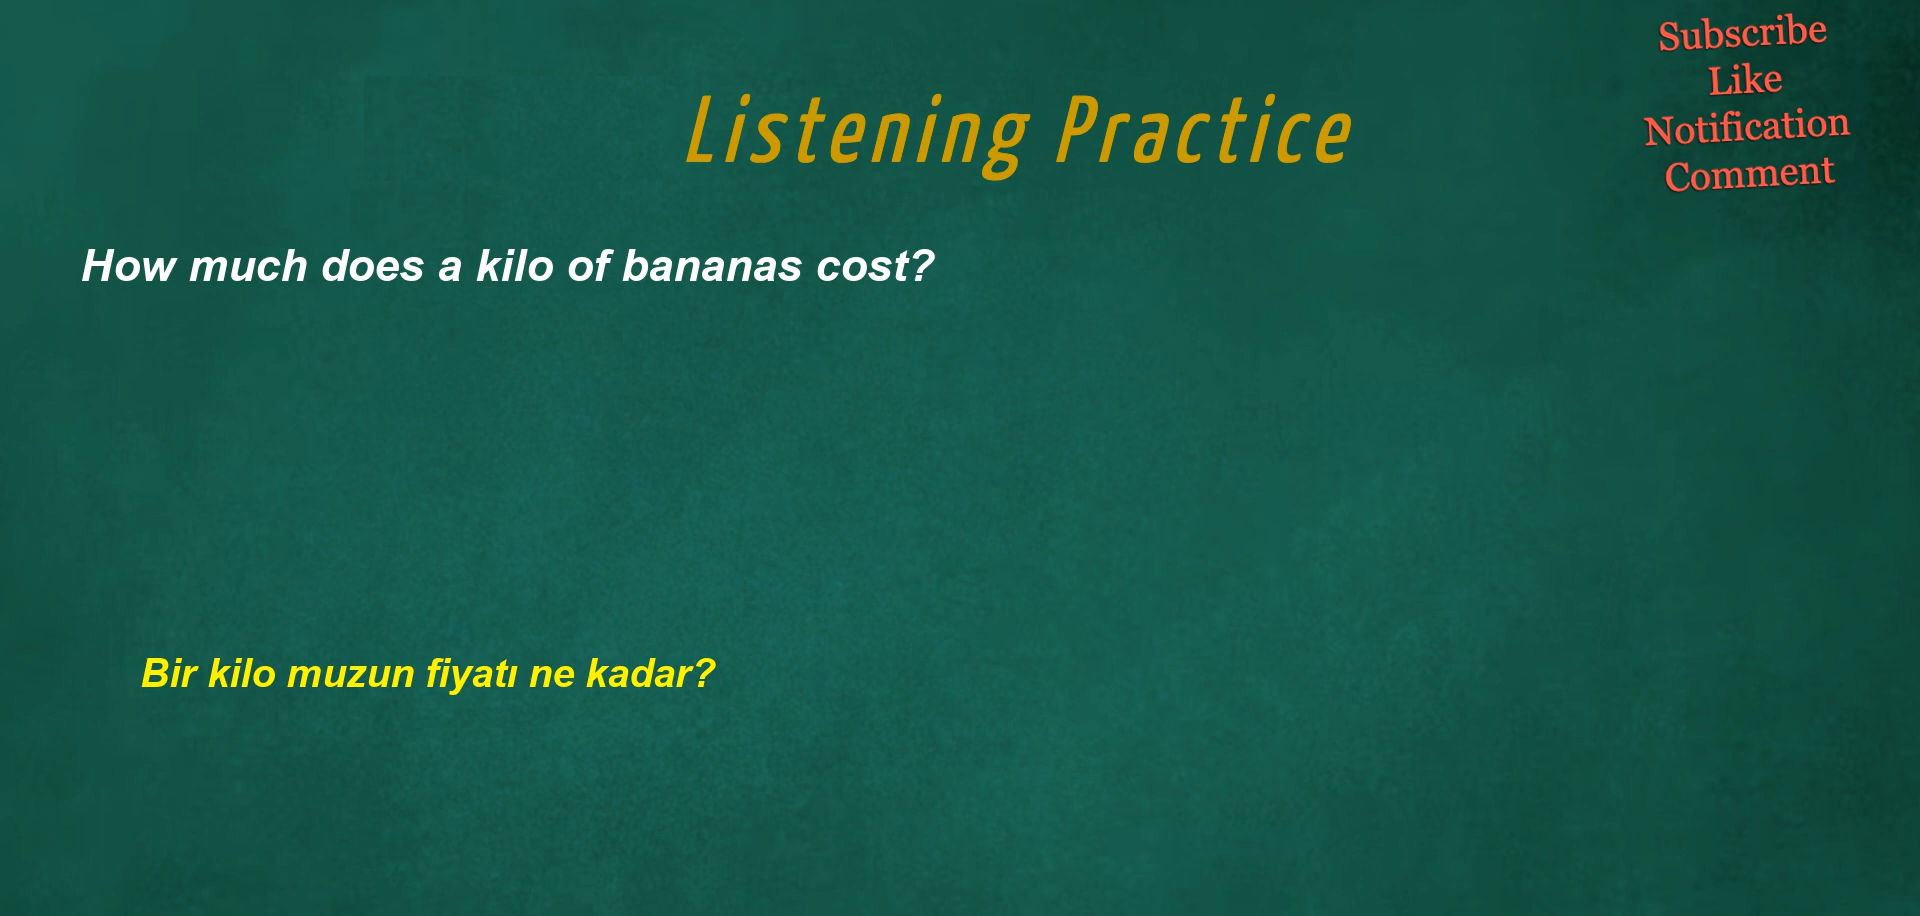 Subscribe
Like
Notification
Comment
Listening Practice
How much does a kilo of bananas cost?
Bir kilo muzun fiyatı ne kadar?